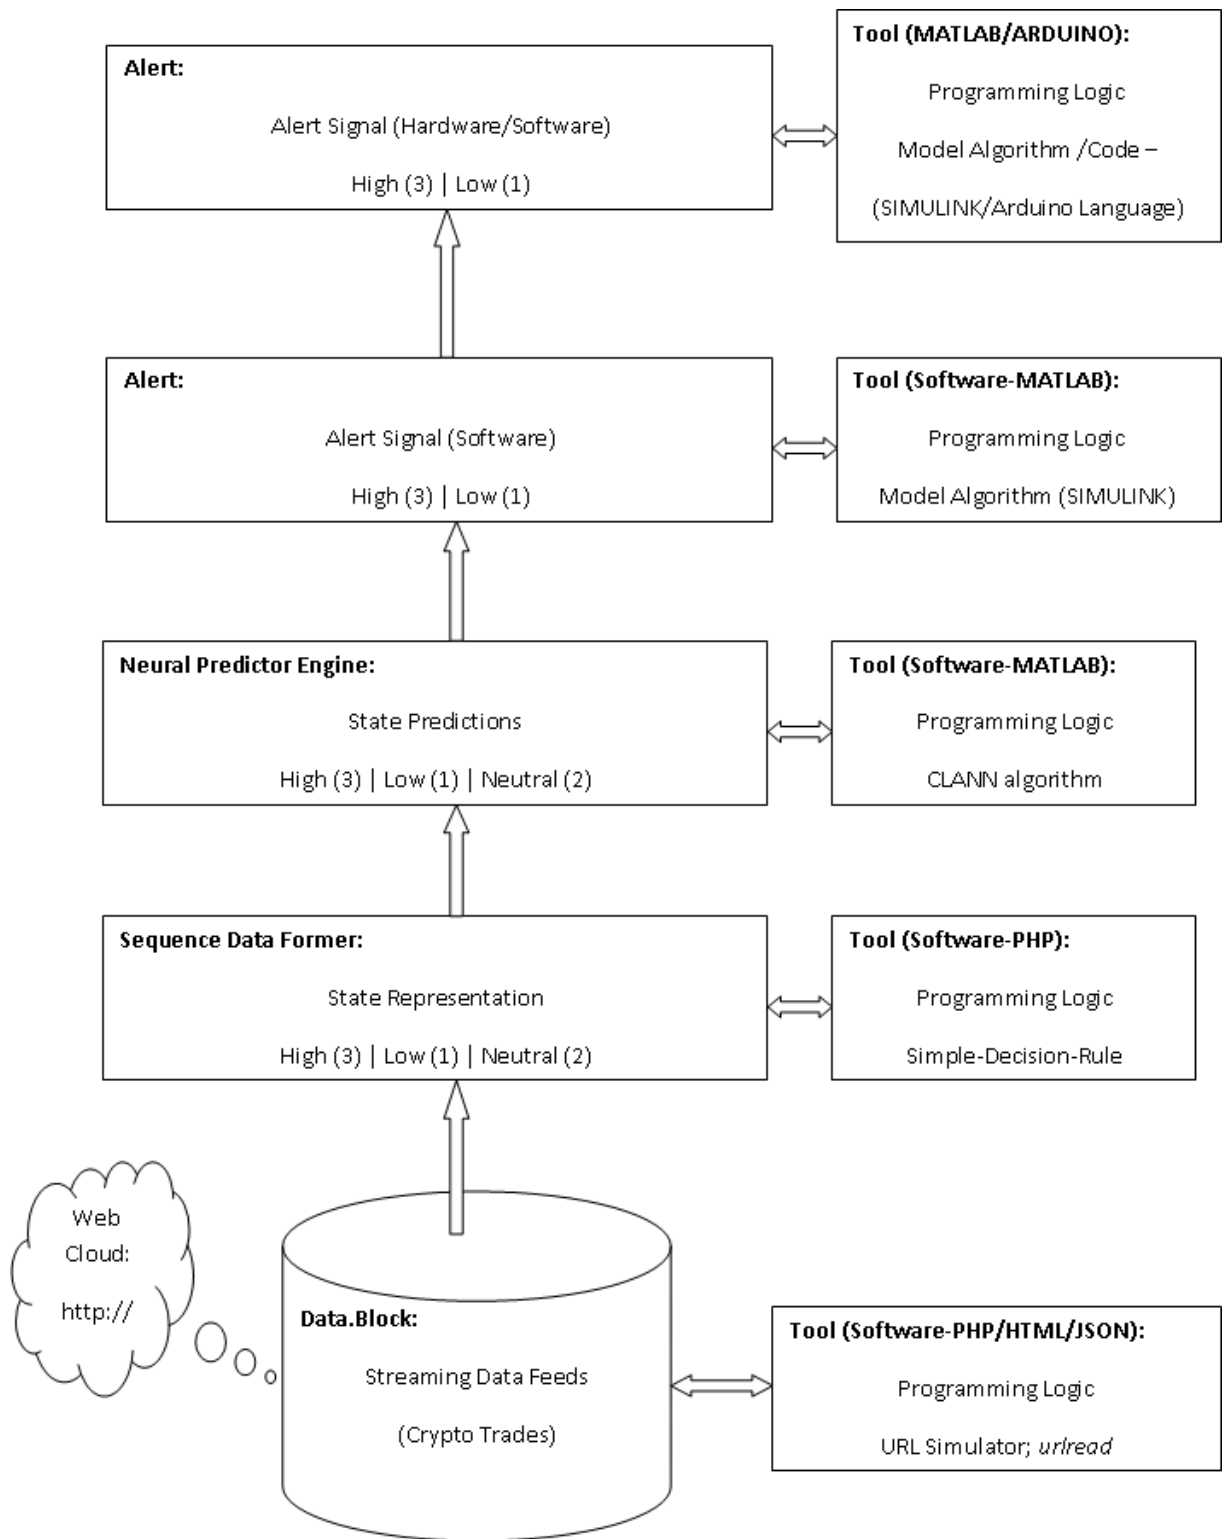 Alert:
Alert Signal (Hardware/Software)
High (3) | Low (1)
Tool (MATLAB/ARDUINO):
Programming Logic
Model Algorithm /Code –
(SIMULINK/Arduino Language)
Alert:
Alert Signal (Software)
High (3) | Low (1)
Tool (Software-MATLAB):
Programming Logic
Model Algorithm (SIMULINK)
Neural Predictor Engine:
State Predictions
High (3) | Low (1) | Neutral (2)
Tool (Software-MATLAB):
Programming Logic
CLANN algorithm
Sequence Data Former:
State Representation
High (3) | Low (1) | Neutral (2)
Tool (Software-PHP):
Programming Logic
Simple-Decision-Rule
Web
Cloud:
http://
Data.Block:
Streaming Data Feeds
(Crypto Trades)
Tool (Software-PHP/HTML/JSON):
Programming Logic
URL Simulator; urlread